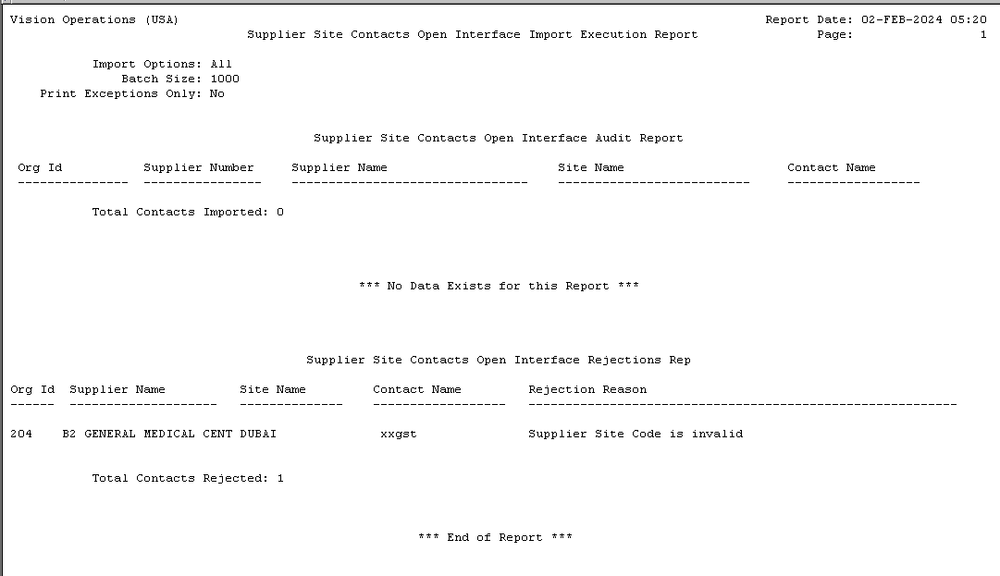 Vision Operations (USA) Report Date: 02-FEB-2024 05:20
Supplier Site Contacts Open Interface Import Execution Report Page: 1
Import Options: All
Batch Size: 1000
Print Exceptions Only: No
Supplier Site Contacts Open Interface Audit Report
Org Id Supplier Number Supplier Name Site Name Contact Name
--------------- ---------------- -------------------------------- -------------------------- ------------------
Total Contacts Imported: 0
*** No Data Exists for this Report ***
Supplier Site Contacts Open Interface Rejections Rep
Org Id Supplier Name Site Name Contact Name Rejection Reason
------ -------------------- -------------- ------------------ ----------------------------------------------------------
204 B2 GENERAL MEDICAL CENT DUBAI xxgst Supplier Site Code is invalid
Total Contacts Rejected: 1
*** End of Report ***